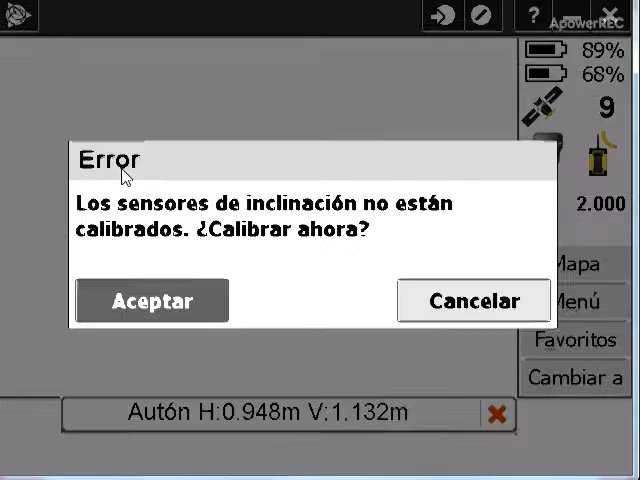 ?
ApowerREC
89%
68%
9
Error
Los sensores de inclinación no están
calibrados. ¿Calibrar ahora?
2.000
Aceptar
Cancelar
Mapa
Menú
Favoritos
Cambiar a
Autón H:0.948m V:1.132m